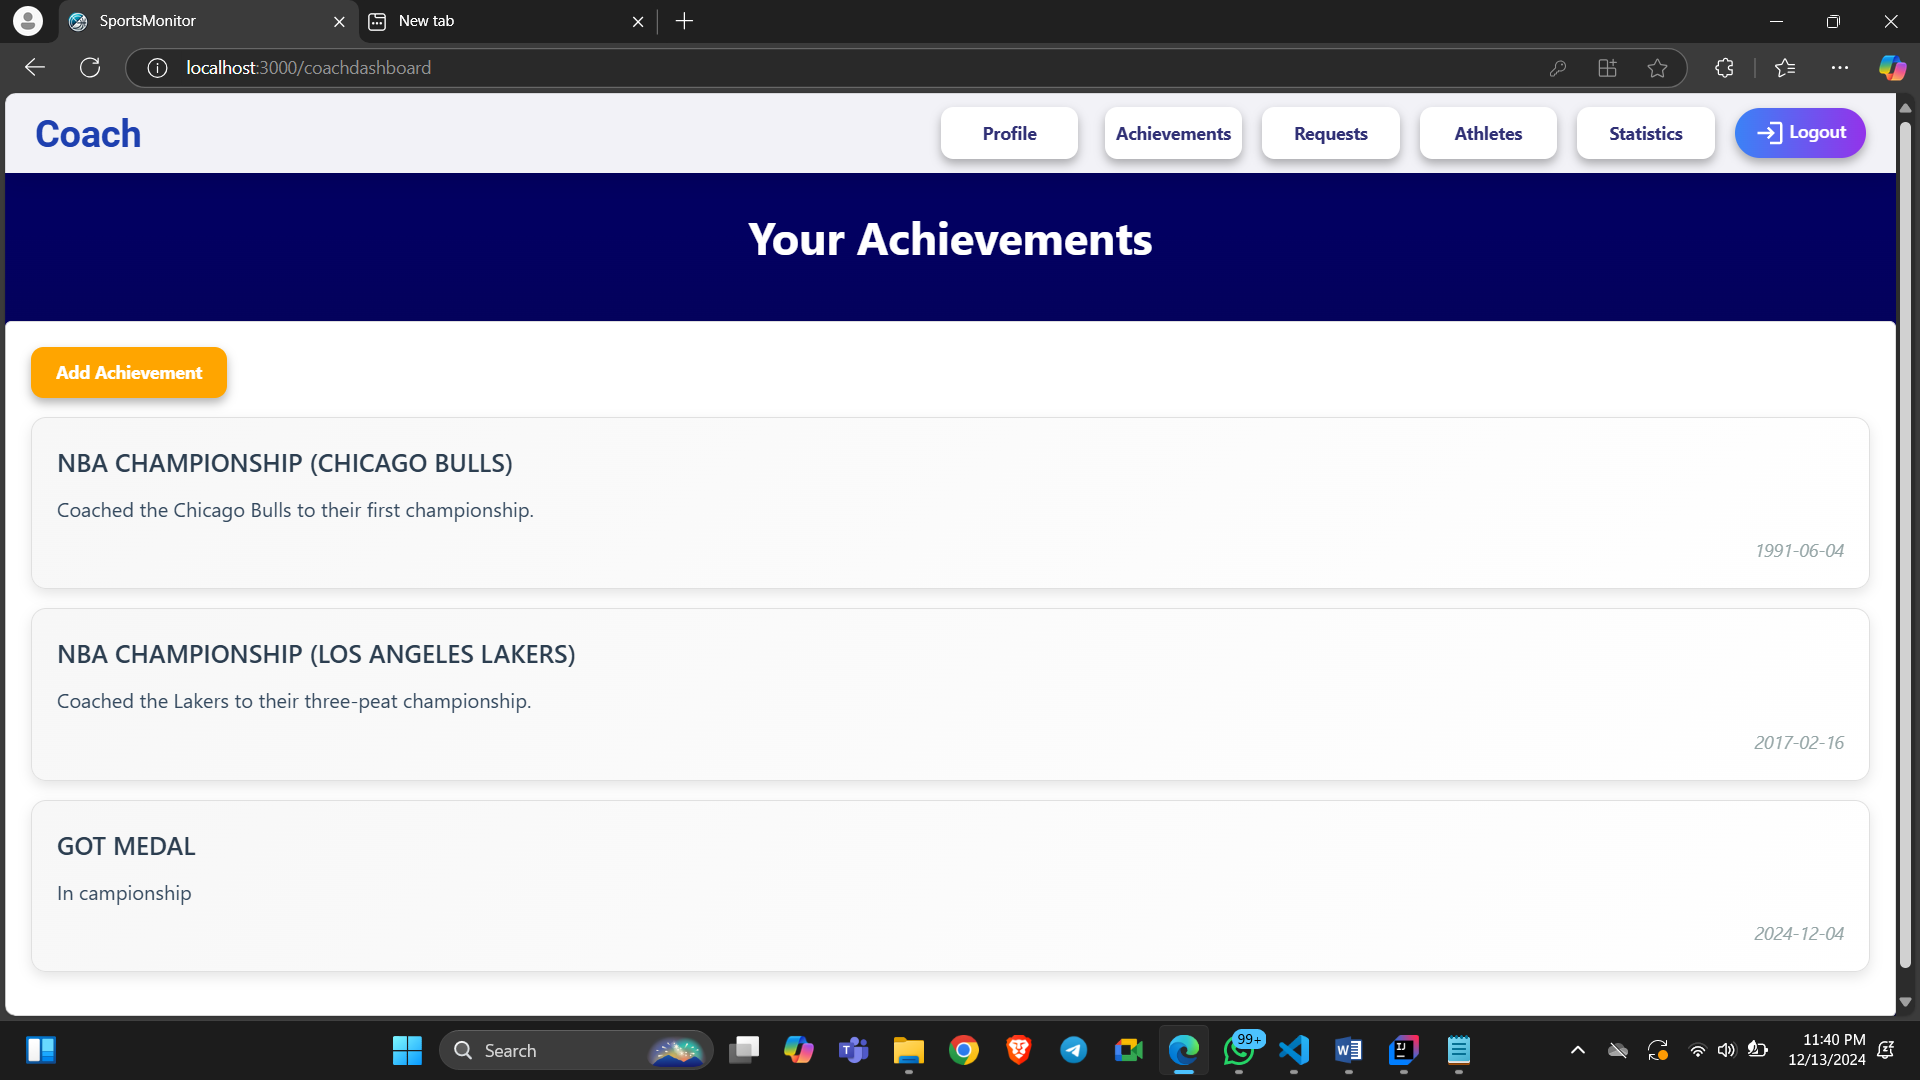 SportsMonitor
New tab
localhost:3000/coachdashboard
Coach
Profile
Achievements
Requests
Athletes
Statistics
Logout
Your Achievements
Add Achievement
NBA CHAMPIONSHIP (CHICAGO BULLS)
Coached the Chicago Bulls to their first championship.
1991-06-04
NBA CHAMPIONSHIP (LOS ANGELES LAKERS)
Coached the Lakers to their three-peat championship.
2017-02-16
GOT MEDAL
In campionship
2024-12-04
Search
99+
11:40 PM
12/13/2024